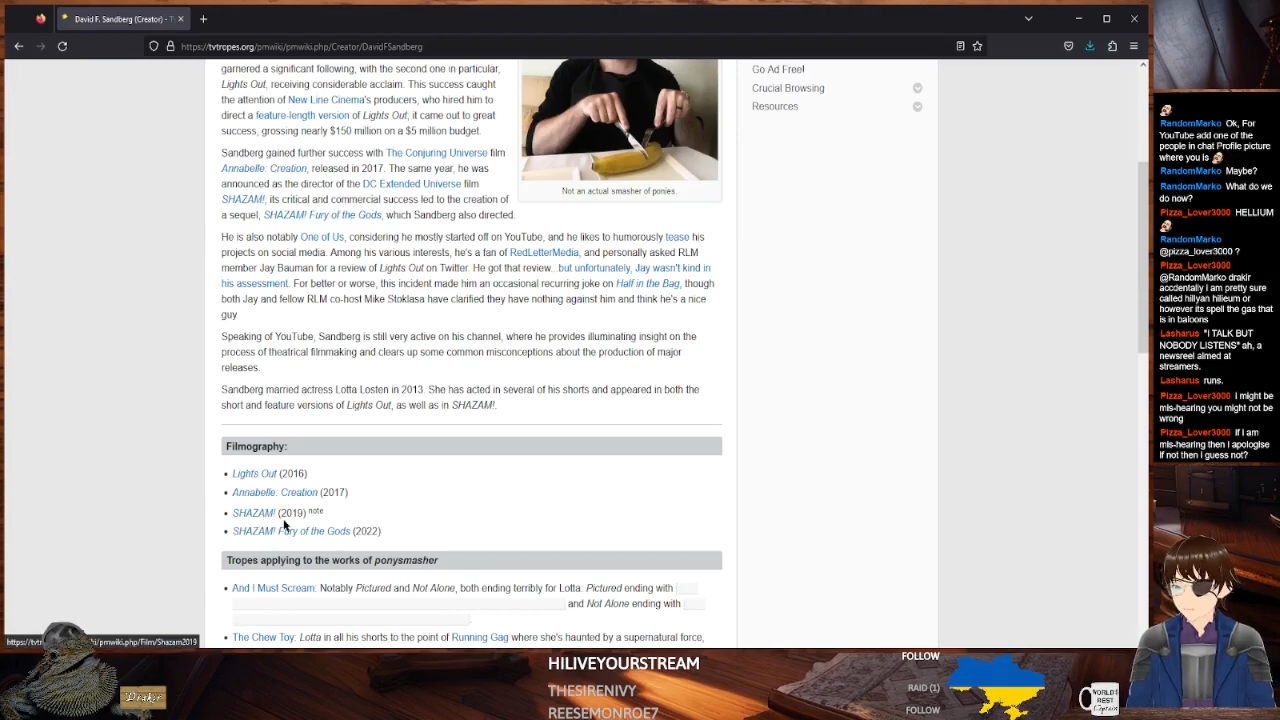 David F. Sandberg (Creator) - T
https://tvtropes.org/pmwiki/pmwiki.php/Creator/DavidFSandberg
garnered a significant following, with the second one in particular,
Lights Out, receiving considerable acclaim. This success caught
the attention of New Line Cinema's producers, who hired him to
direct a feature-length version of Lights Out; it came out to great
success, grossing nearly $150 million on a $5 million budget.
Sandberg gained further success with The Conjuring Universe film
Annabelle: Creation, released in 2017. The same year, he was
announced as the director of the DC Extended Universe film
SHAZAM!, its critical and commercial success led to the creation of
a sequel, SHAZAM! Fury of the Gods, which Sandberg also directed.
Not an actual smasher of ponies.
He is also notably One of Us, considering he mostly started off on YouTube, and he likes to humorously tease his
projects on social media. Among his various interests, he's a fan of RedLetterMedia, and personally asked RLM
member Jay Bauman for a review of Lights Out on Twitter. He got that review...but unfortunately, Jay wasn't kind in
his assessment. For better or worse, this incident made him an occasional recurring joke on Half in the Bag, though
both Jay and fellow RLM co-host Mike Stoklasa have clarified they have nothing against him and think he's a nice
guy.
Speaking of YouTube, Sandberg is still very active on his channel, where he provides illuminating insight on the
process of theatrical filmmaking and clears up some common misconceptions about the production of major
releases.
Sandberg married actress Lotta Losten in 2013. She has acted in several of his shorts and appeared in both the
short and feature versions of Lights Out, as well as in SHAZAM!.
Filmography:
• Lights Out (2016)
• Annabelle: Creation (2017)
• SHAZAM! (2019) note
• SHAZAM! Fury of the Gods (2022)
Tropes applying to the works of ponysmasher
• And I Must Scream: Notably Pictured and Not Alone, both ending terribly for Lotta: Pictured ending with
and Not Alone ending with
.
• The Chew Toy: Lotta in all his shorts to the point of Running Gag where she's haunted by a supernatural force,
https://tvtropes.org/pmwiki/pmwiki.php/Film/Shazam2019
Go Ad Free!
Crucial Browsing
Resources
RandomMarko Ok, For
YouTube add one of the
people in chat Profile picture
where you is
RandomMarko Maybe?
RandomMarko What do we
do now?
Pizza_Lover3000 HELLIUM
RandomMarko
@pizza_lover3000 ?
Pizza_Lover3000
@RandomMarko drakir
accdentally i am pretty sure
called hillyan hilieum or
however its spell the gas that
is in baloons
Lasharus "I TALK BUT
NOBODY LISTENS" ah, a
newsreel aimed at
streamers.
Lasharus runs.
Pizza_Lover3000 i might be
mis-hearing you might not be
wrong
Pizza_Lover3000 if i am
mis-hearing then i apologise
if not then i guess not?
Drakir
HILIVEYOURSTREAM
THESIRENIVY
REESEMONROE7
FOLLOW
RAID (1)
FOLLOW
WORLD'S
BEST